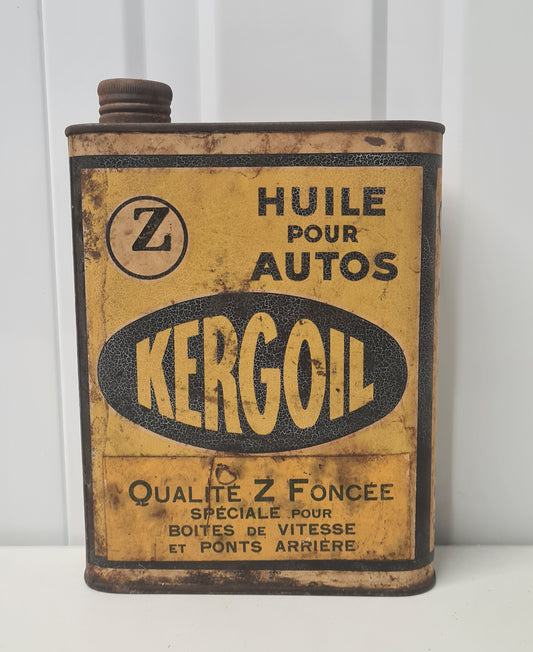 Z
HUILE
POUR
AUTOS
KERGOIL
QUALITÉ Z FONCÉE
SPÉCIALE POUR
BOITES DE VITESSE
ET PONTS ARRIÈRE